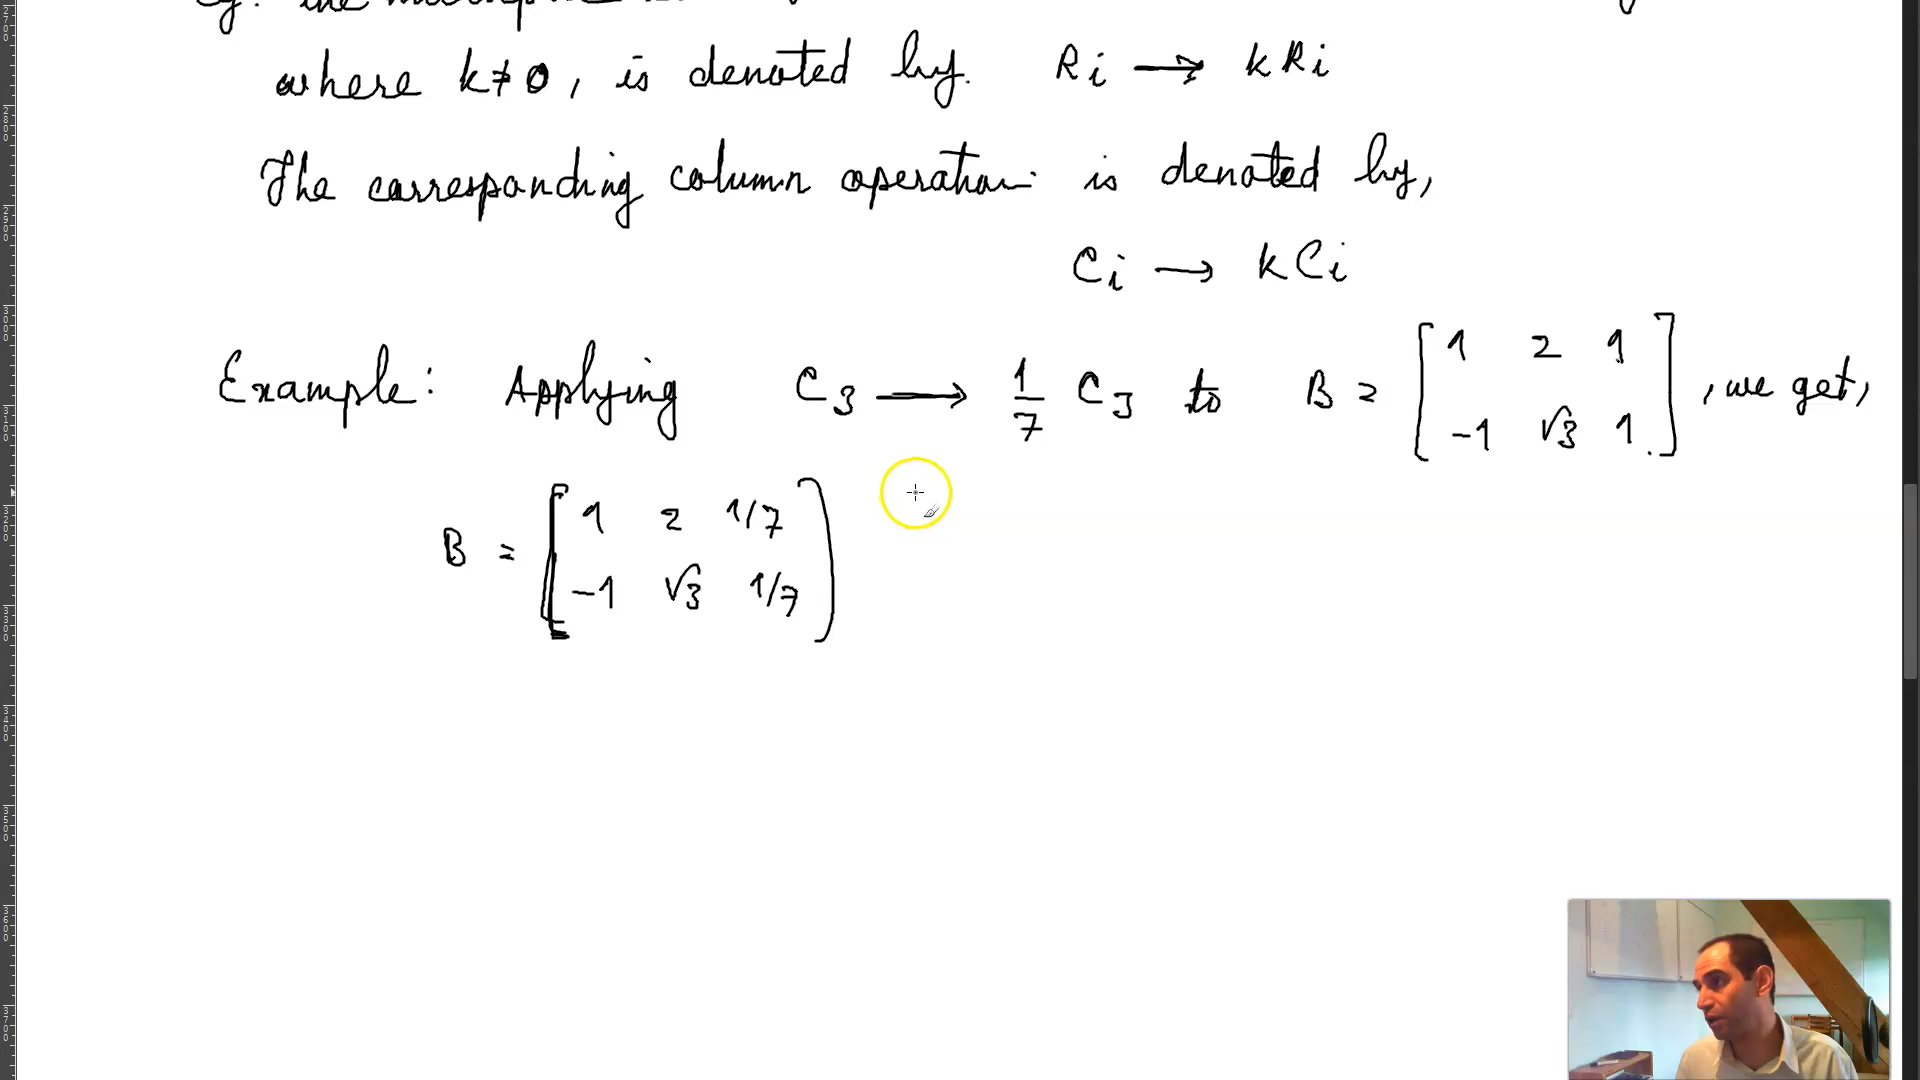 where k≠0, is denoted by. Ri → kRi
The corresponding column operation is denoted by,
Ci → kCi
Example: Applying C3 → 1/7 C3 to B = [1 2 1; -1 √3 1], we get,
B = [1 2 1/7; -1 √3 1/7]